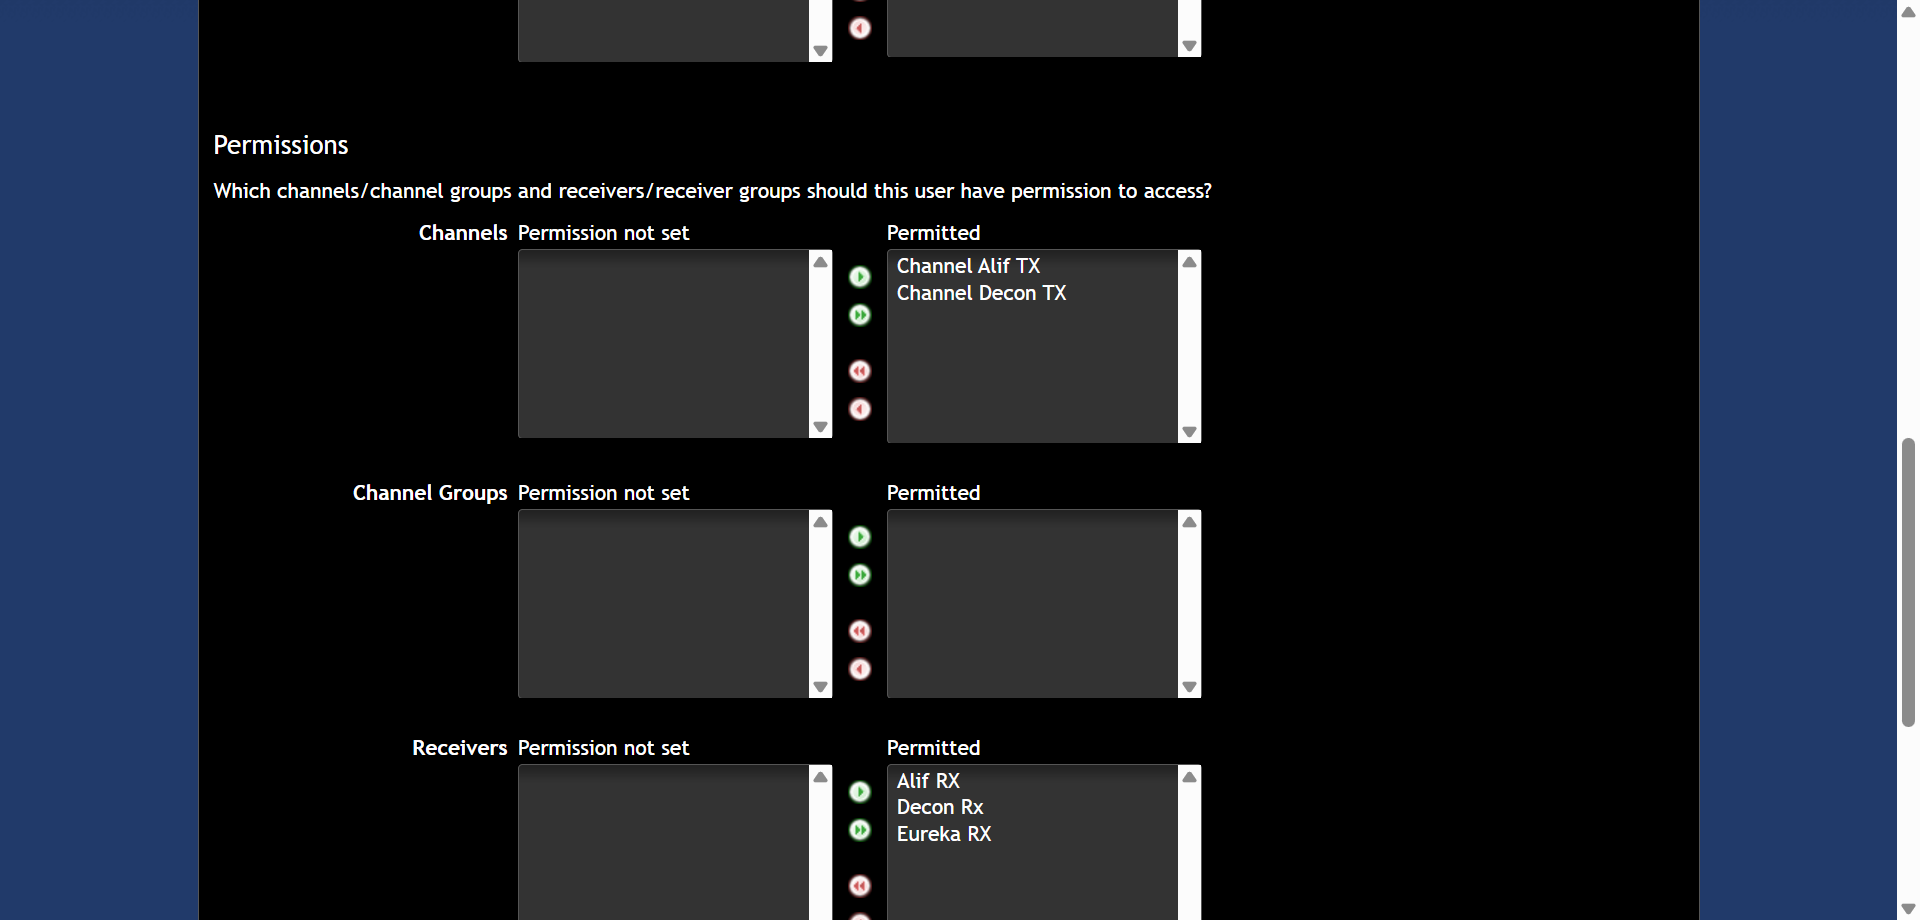 Permissions
Which channels/channel groups and receivers/receiver groups should this user have permission to access?
Channels Permission not set Permitted
Channel Alif TX
Channel Decon TX
Channel Groups Permission not set Permitted
Receivers Permission not set Permitted
Alif RX
Decon Rx
Eureka RX